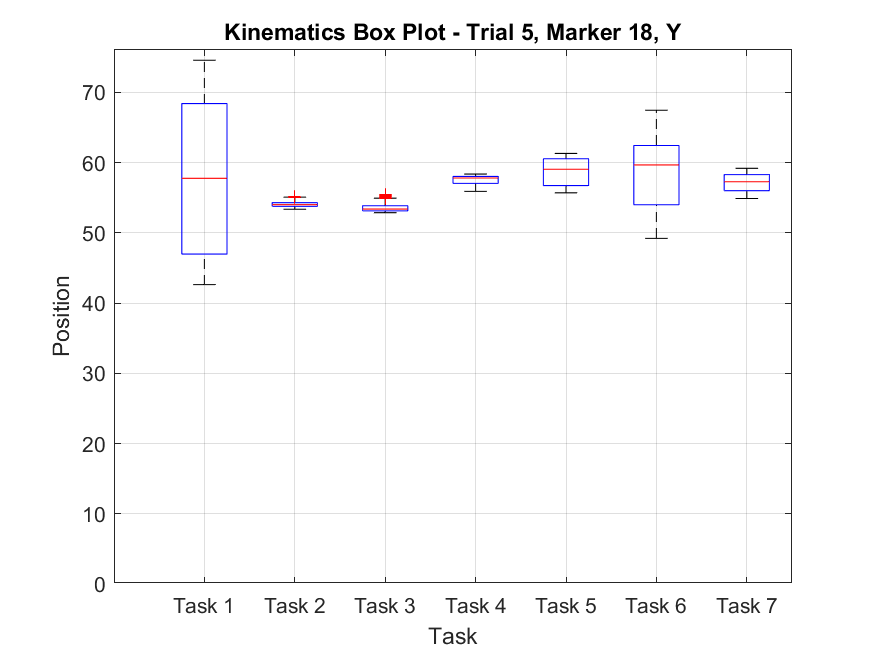 Kinematics Box Plot - Trial 5, Marker 18, Y
Position
70
60
50
40
30
20
10
0
Task 1 Task 2 Task 3 Task 4 Task 5 Task 6 Task 7
Task